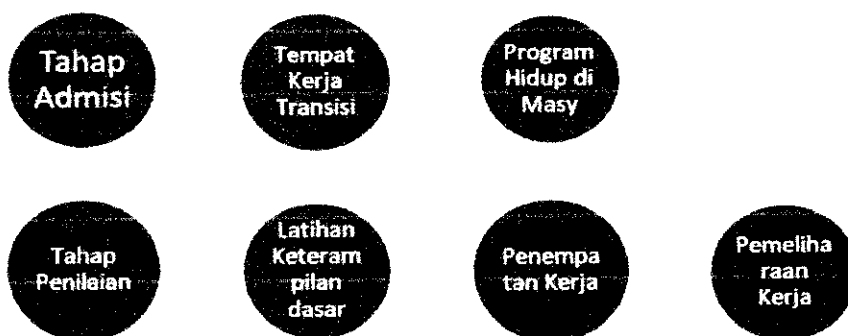 Tahap
Admisi
Tempat
Kerja
Transisi
Program
Hidup di
Masy
Tahap
Penilaian
Latihan
Keteram
pilan
dasar
Penempa
tan Kerja
Pemeliha
raan
Kerja